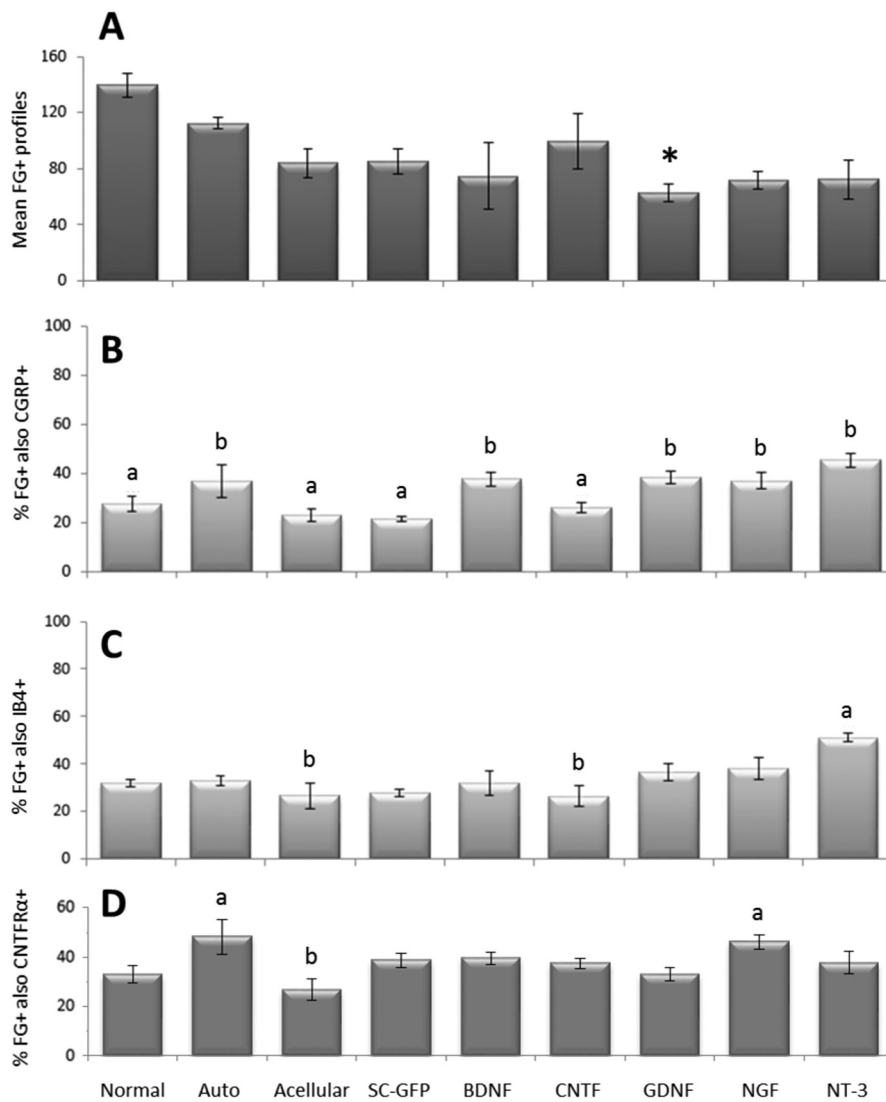 A
Mean FG+ profiles
160
120
80
40
0
*
B
% FG+ also CGRP+
100
80
60
40
20
0
a b a a b a b b b
C
% FG+ also IB4+
100
80
60
40
20
0
b b a
D
% FG+ also CNTFRα+
60
40
20
0
a b a
Normal Auto Acellular SC-GFP BDNF CNTF GDNF NGF NT-3